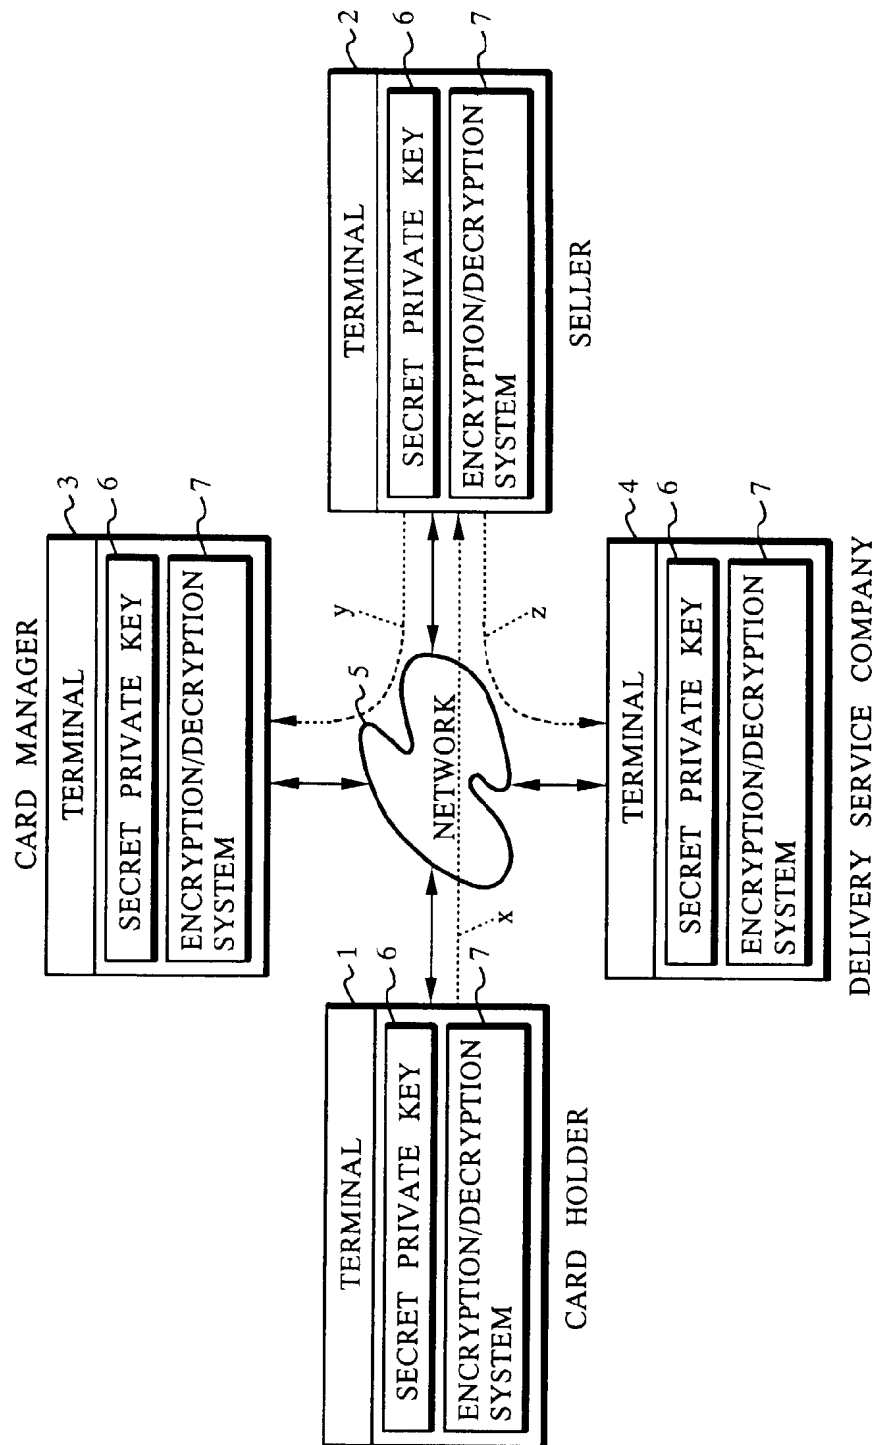 CARD MANAGER
3
TERMINAL
6
SECRET PRIVATE KEY
7
ENCRYPTION/DECRYPTION
SYSTEM
1
TERMINAL
6
SECRET PRIVATE KEY
7
ENCRYPTION/DECRYPTION
SYSTEM
CARD HOLDER
5
NETWORK
x
y
z
2
TERMINAL
6
SECRET PRIVATE KEY
7
ENCRYPTION/DECRYPTION
SYSTEM
SELLER
4
TERMINAL
6
SECRET PRIVATE KEY
7
ENCRYPTION/DECRYPTION
SYSTEM
DELIVERY SERVICE COMPANY